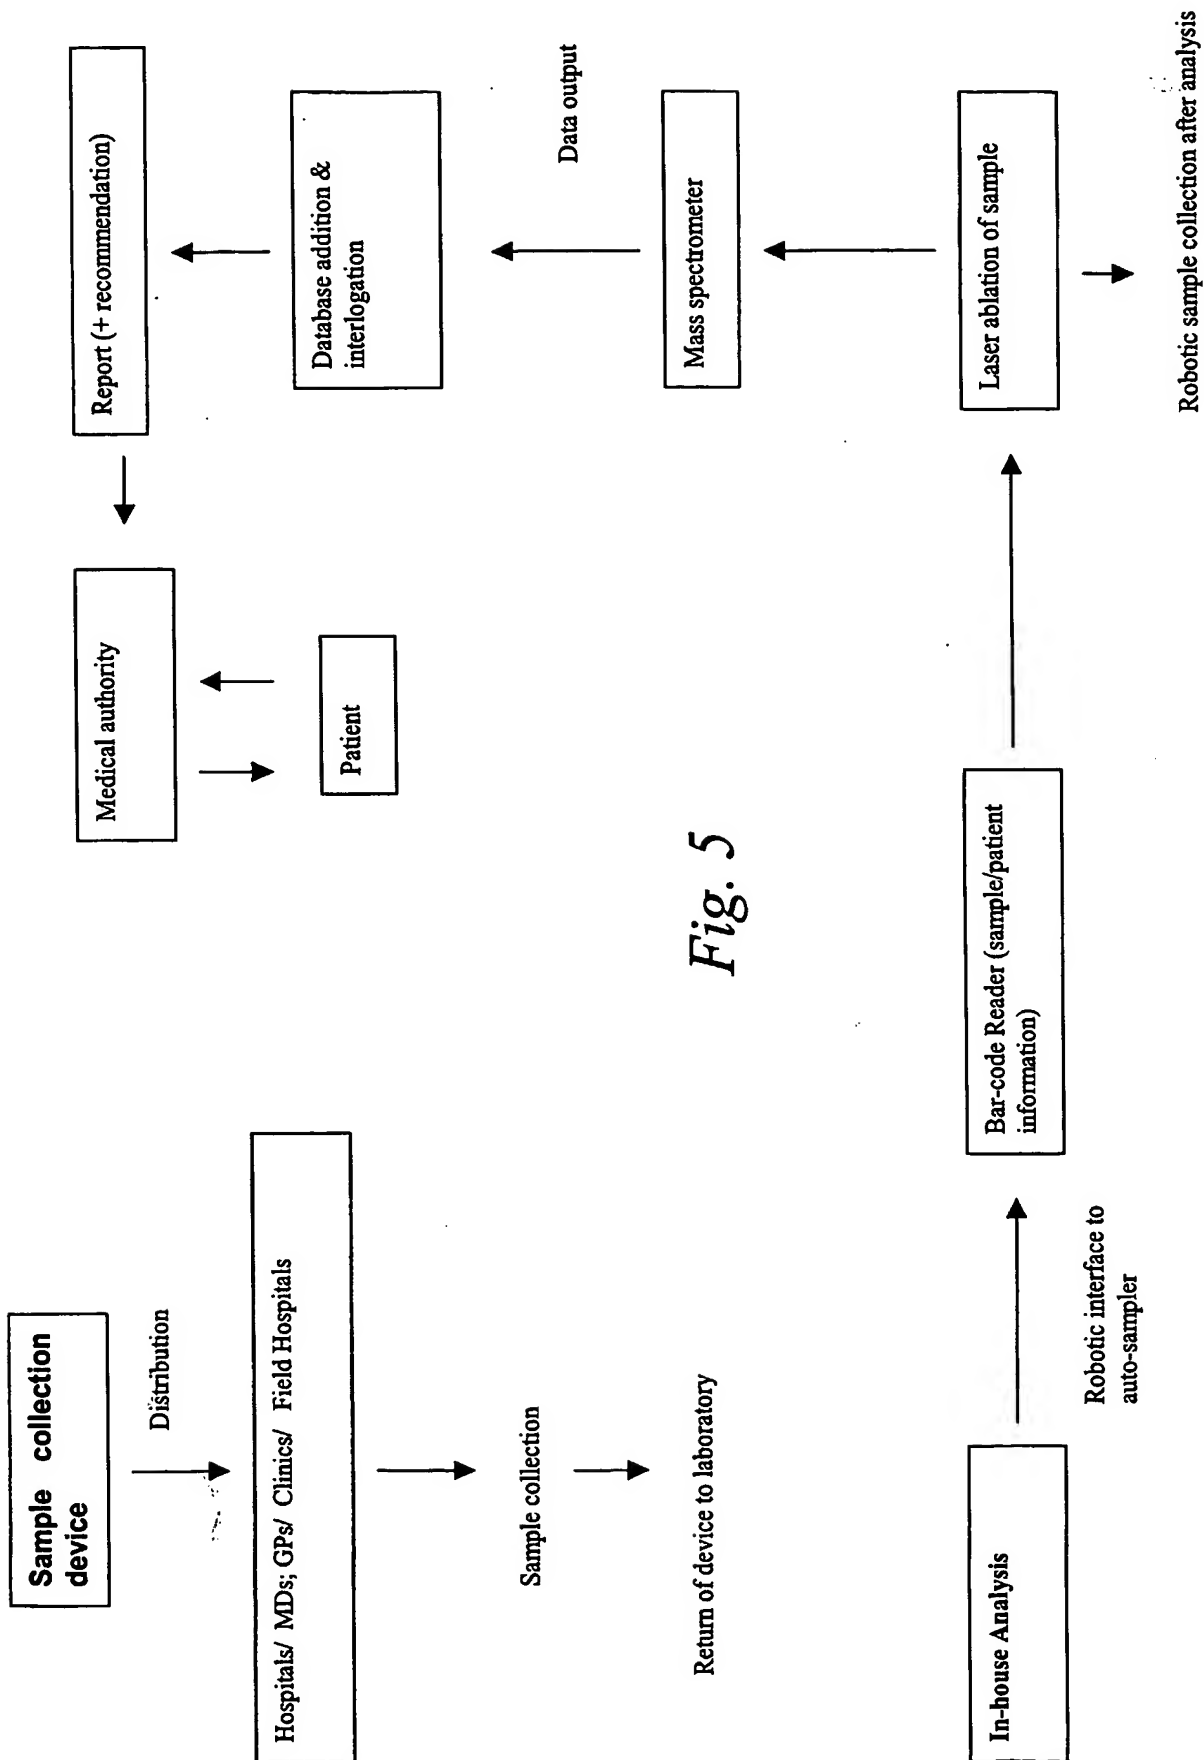 Sample collection
device
Distribution
Hospitals/ MDs; GPs/ Clinics/ Field Hospitals
Sample collection
Return of device to laboratory
In-house Analysis
Robotic interface to
auto-sampler
Bar-code Reader (sample/patient
information)
Laser ablation of sample
Robotic sample collection after analysis
Mass spectrometer
Data output
Database addition &
interlogation
Report (+ recommendation)
Medical authority
Patient
Fig. 5